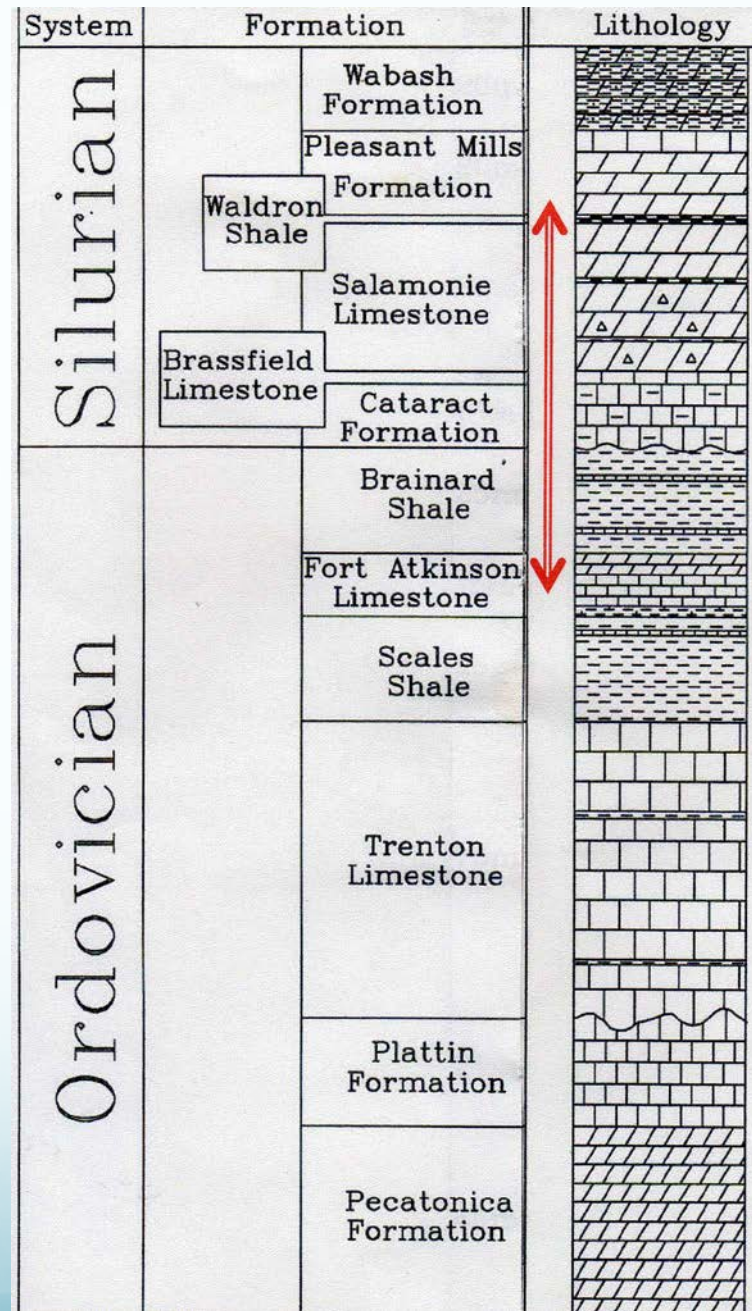 System Formation Lithology
Silurian
Wabash
Formation
Pleasant Mills
Formation
Waldron
Shale
Salamonie
Limestone
Brassfield
Limestone
Cataract
Formation
Ordovician
Brainard
Shale
Fort Atkinson
Limestone
Scales
Shale
Trenton
Limestone
Plattin
Formation
Pecatonica
Formation